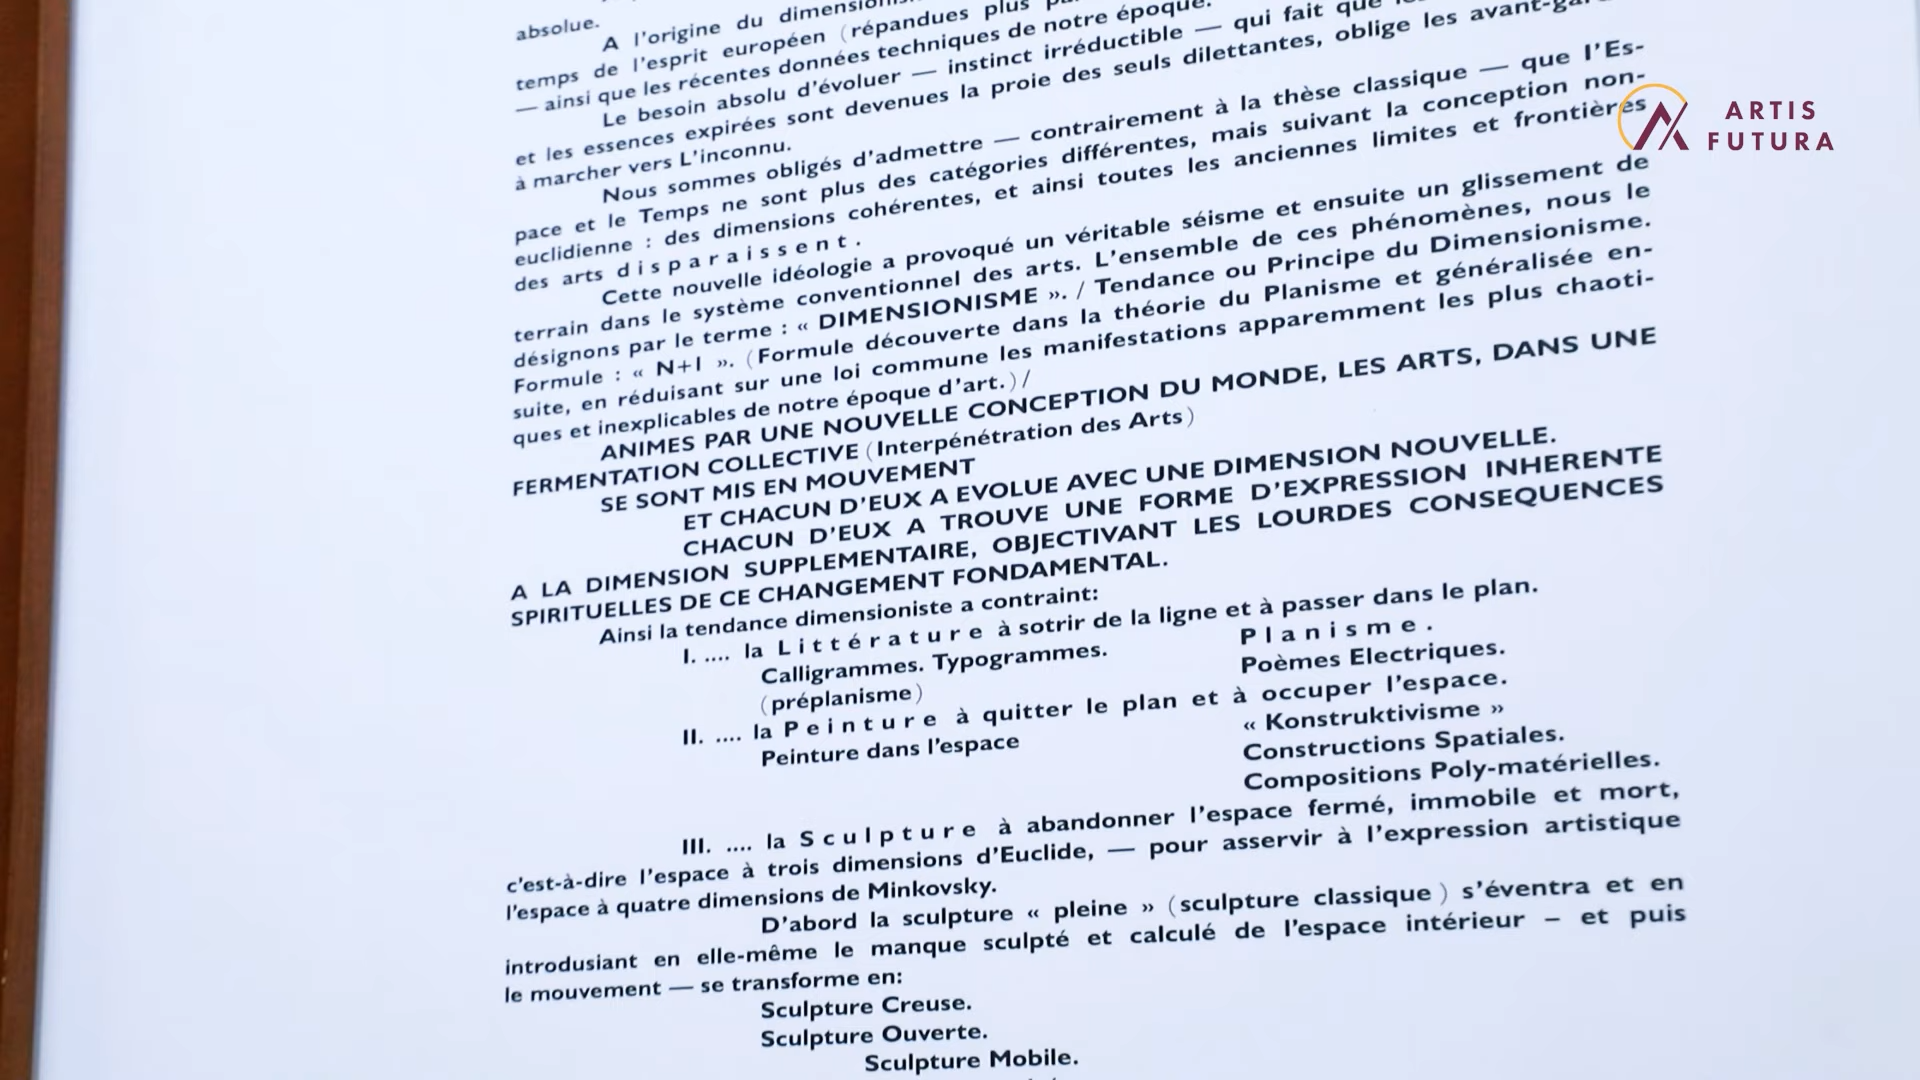 absolue.
A l'origine du
temps de l'esprit européen (répandues plus
— ainsi que les récentes données techniques de notre époque.
Le besoin absolu d'évoluer — instinct irréductible — qui fait que
et les essences expirées sont devenues la proie des seuls dilettantes, oblige les
à marcher vers L'inconnu.
Nous sommes obligés d'admettre — contrairement à la thèse classique — que l'Es-
pace et le Temps ne sont plus des catégories différentes, mais suivant la conception non-
euclidienne : des dimensions cohérentes, et ainsi toutes les anciennes limites et frontières
des arts disparaissent.
Cette nouvelle idéologie a provoqué un véritable séisme et ensuite un glissement de
terrain dans le système conventionnel des arts. L'ensemble de ces phénomènes, nous le
désignons par le terme : « DIMENSIONISME ». / Tendance ou Principe du Dimensionisme.
Formule : « N+I ». (Formule découverte dans la théorie du Planisme et généralisée en-
suite, en réduisant sur une loi commune les manifestations apparemment les plus chaoti-
ques et inexplicables de notre époque d'art.)/
ANIMES PAR UNE NOUVELLE CONCEPTION DU MONDE, LES ARTS, DANS UNE
FERMENTATION COLLECTIVE (Interpénétration des Arts)
SE SONT MIS EN MOUVEMENT
ET CHACUN D'EUX A EVOLUE AVEC UNE DIMENSION NOUVELLE.
CHACUN D'EUX A TROUVE UNE FORME D'EXPRESSION INHERENTE
A LA DIMENSION SUPPLEMENTAIRE, OBJECTIVANT LES LOURDES CONSEQUENCES
SPIRITUELLES DE CE CHANGEMENT FONDAMENTAL.
Ainsi la tendance dimensioniste a contraint:
I. .... la Littérature à sotrir de la ligne et à passer dans le plan.
Calligrammes. Typogrammes.
Planisme.
(préplanisme)
Poèmes Electriques.
II. .... la Peinture à quitter le plan et à occuper l'espace.
Peinture dans l'espace
« Konstruktivisme »
Constructions Spatiales.
Compositions Poly-matérielles.
III. .... la Sculpture à abandonner l'espace fermé, immobile et mort,
c'est-à-dire l'espace à trois dimensions d'Euclide, — pour asservir à l'expression artistique
l'espace à quatre dimensions de Minkovsky.
D'abord la sculpture « pleine » (sculpture classique) s'éventra et en
introdusiant en elle-même le manque sculpté et calculé de l'espace intérieur – et puis
le mouvement — se transforme en:
Sculpture Creuse.
Sculpture Ouverte.
Sculpture Mobile.
ARTIS
FUTURA